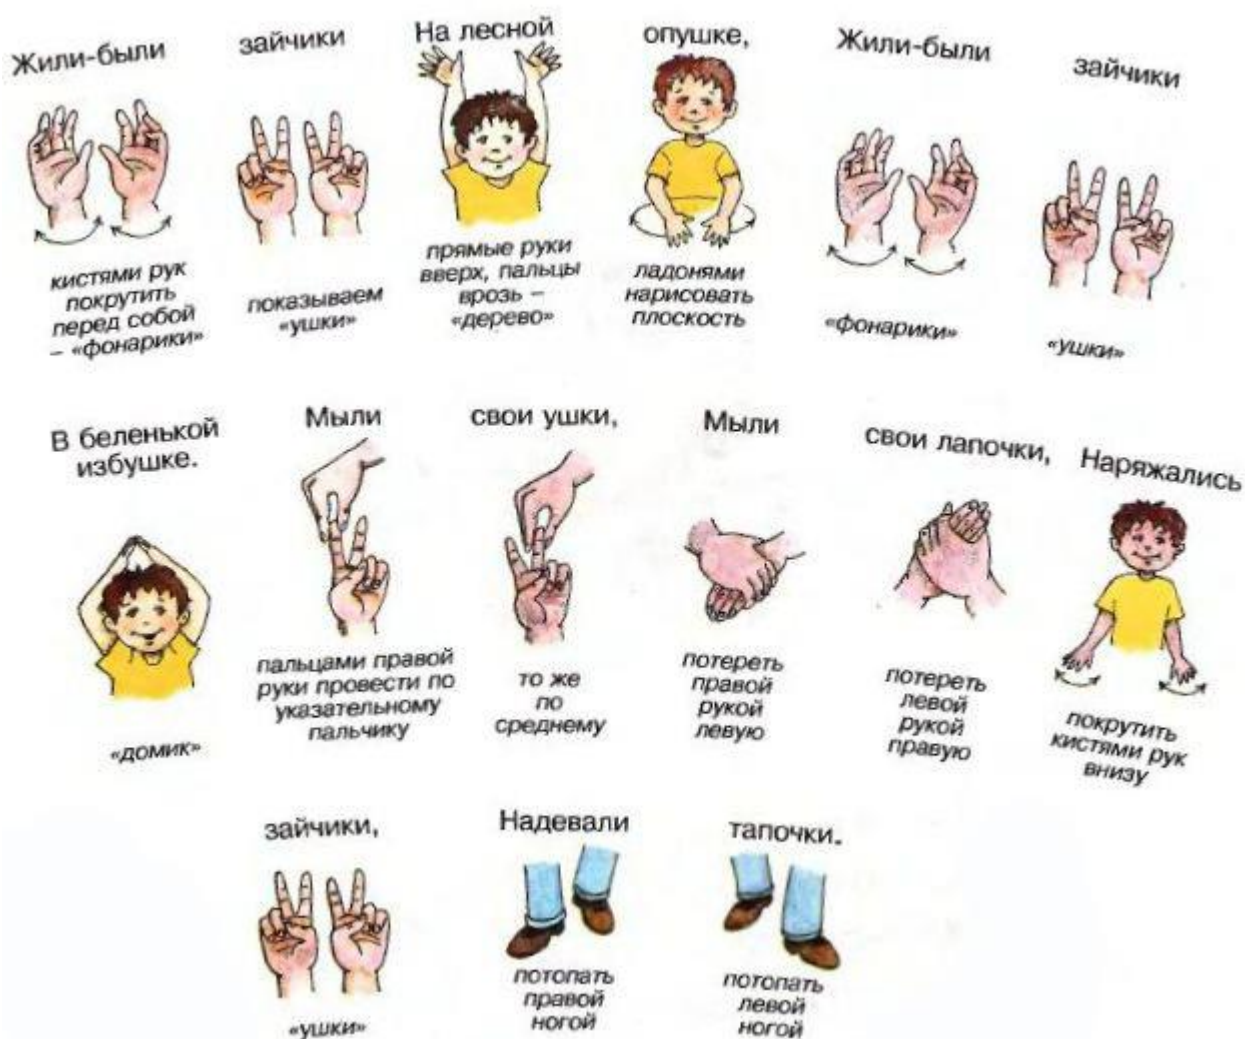 Жили-были
зайчики
На лесной
опушке,
Жили-были
зайчики
кистями рук
покрутить
перед собой
– «фонарики»
показываем
«ушки»
прямые руки
вверх, пальцы
врозь –
«дерево»
ладонями
нарисовать
плоскость
«фонарики»
«ушки»
В беленькой
избушке.
Мыли
свои ушки,
Мыли
свои лапочки,
Наряжались
«домик»
пальцами правой
руки провести по
указательному
пальчику
то же
по
среднему
потереть
правой
рукой
левую
потереть
левой
рукой
правую
покрутить
кистями рук
внизу
зайчики,
Надевали
тапочки.
«ушки»
потопать
правой
ногой
потопать
левой
ногой